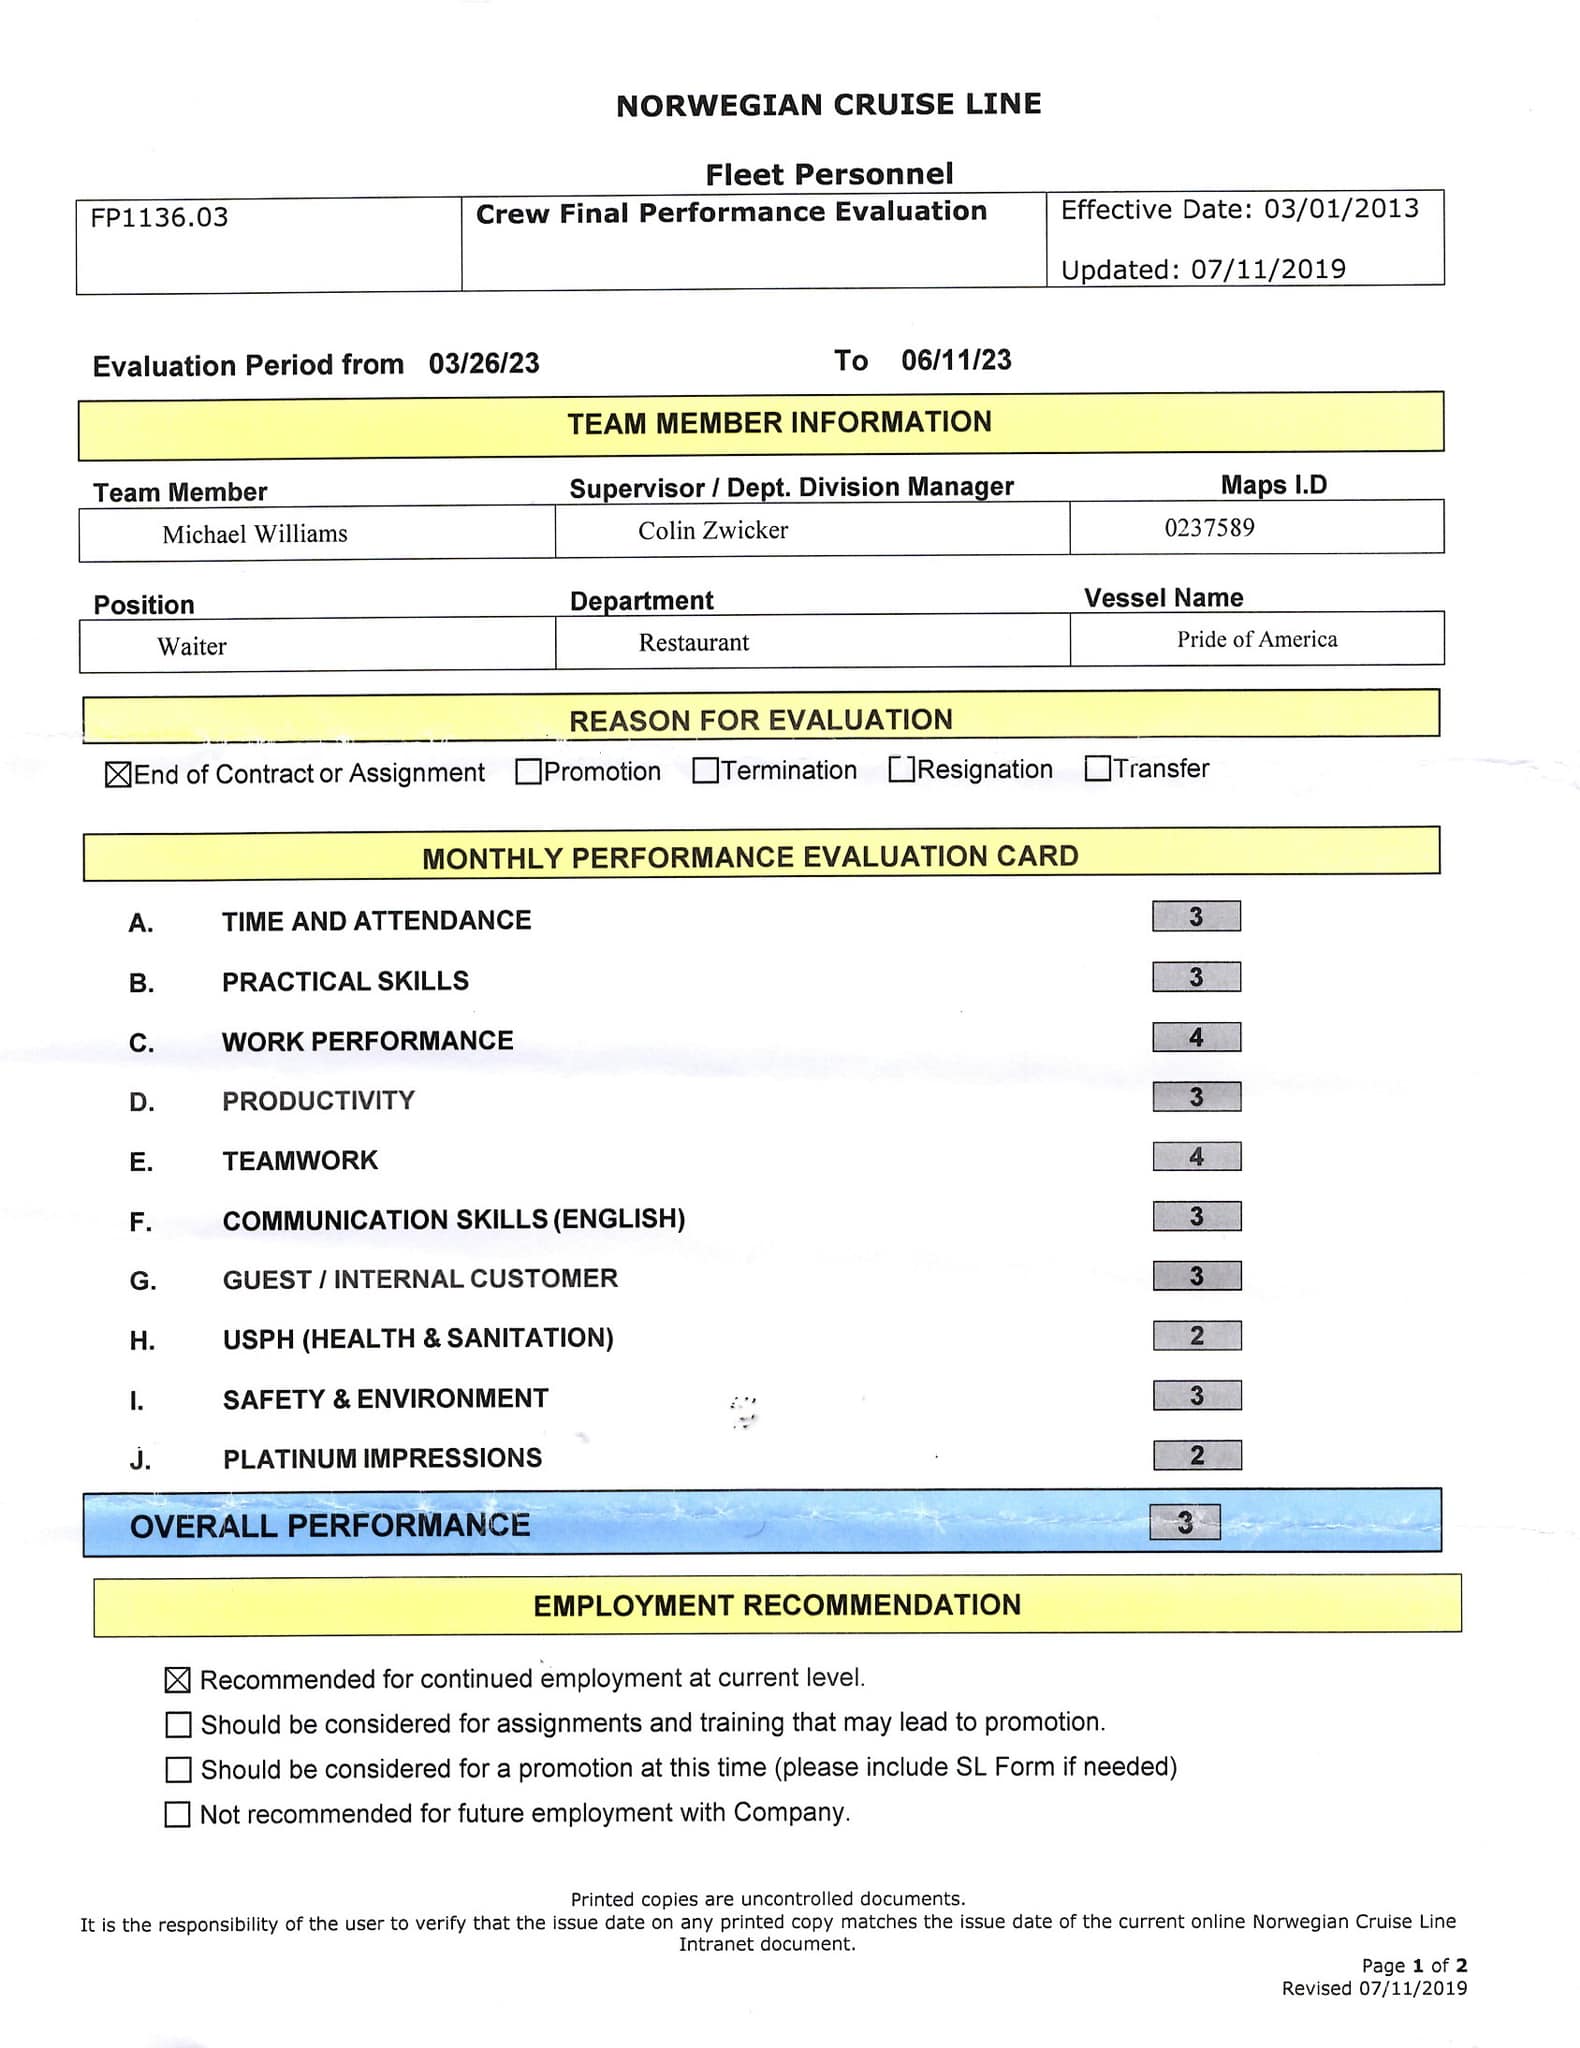 NORWEGIAN CRUISE LINE
Fleet Personnel
FP1136.03 Crew Final Performance Evaluation Effective Date: 03/01/2013
Updated: 07/11/2019
Evaluation Period from 03/26/23 To 06/11/23
TEAM MEMBER INFORMATION
Team Member Supervisor / Dept. Division Manager Maps I.D
Michael Williams Colin Zwicker 0237589
Position Department Vessel Name
Waiter Restaurant Pride of America
REASON FOR EVALUATION
☒End of Contract or Assignment ☐Promotion ☐Termination ☐Resignation ☐Transfer
MONTHLY PERFORMANCE EVALUATION CARD
A. TIME AND ATTENDANCE 3
B. PRACTICAL SKILLS 3
C. WORK PERFORMANCE 4
D. PRODUCTIVITY 3
E. TEAMWORK 4
F. COMMUNICATION SKILLS (ENGLISH) 3
G. GUEST / INTERNAL CUSTOMER 3
H. USPH (HEALTH & SANITATION) 2
I. SAFETY & ENVIRONMENT 3
J. PLATINUM IMPRESSIONS 2
OVERALL PERFORMANCE 3
EMPLOYMENT RECOMMENDATION
☒ Recommended for continued employment at current level.
☐ Should be considered for assignments and training that may lead to promotion.
☐ Should be considered for a promotion at this time (please include SL Form if needed)
☐ Not recommended for future employment with Company.
Printed copies are uncontrolled documents.
It is the responsibility of the user to verify that the issue date on any printed copy matches the issue date of the current online Norwegian Cruise Line
Intranet document.
Page 1 of 2
Revised 07/11/2019